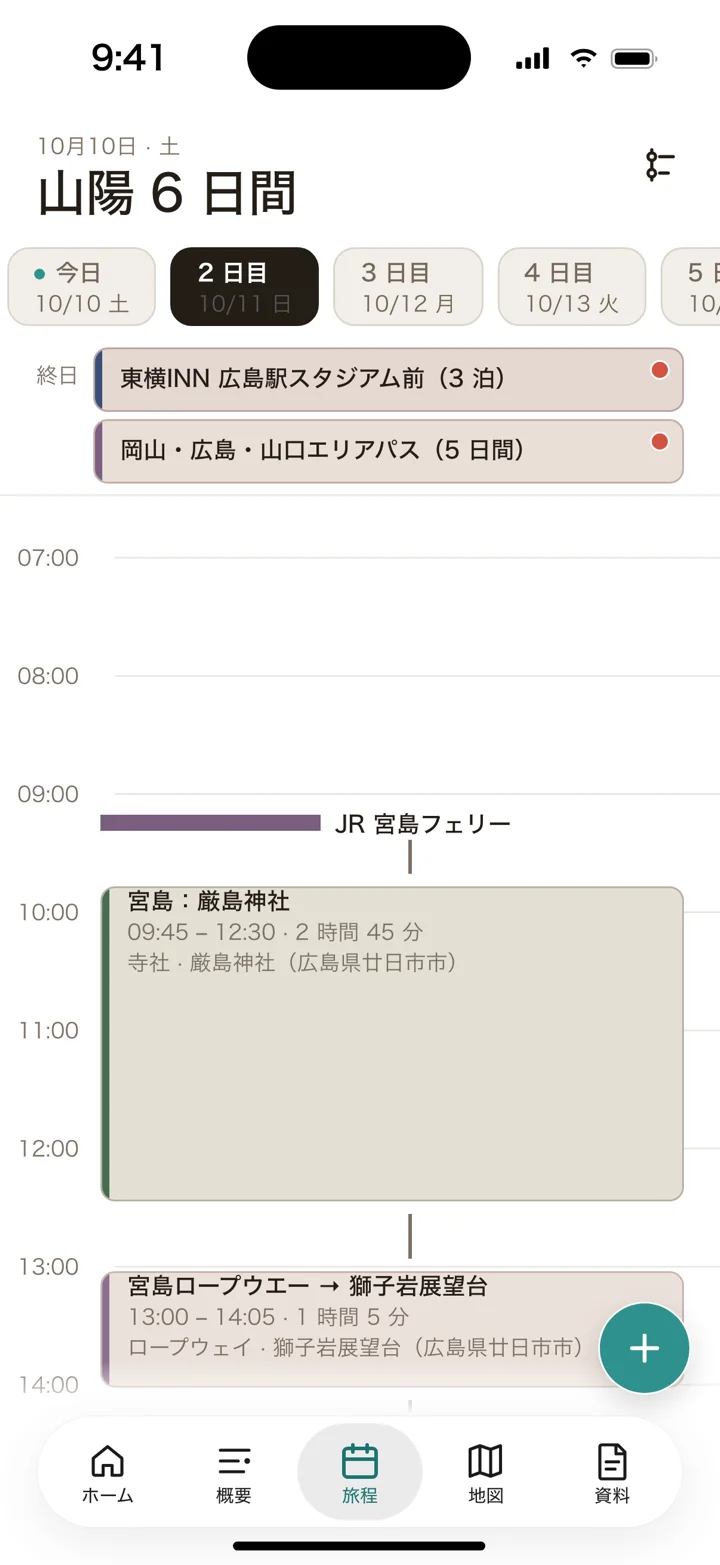 9:41
10月10日 · 土
山陽 6 日間
今日
10/10 土
2 日目
10/11 日
3 日目
10/12 月
4 日目
10/13 火
5
10/
終日
東横INN 広島駅スタジアム前（3 泊）
岡山・広島・山口エリアパス（5 日間）
07:00
08:00
09:00
JR 宮島フェリー
10:00
宮島：厳島神社
09:45 – 12:30 · 2 時間 45 分
寺社 · 厳島神社（広島県廿日市市）
11:00
12:00
13:00
宮島ロープウエー → 獅子岩展望台
13:00 – 14:05 · 1 時間 5 分
ロープウェイ · 獅子岩展望台（広島県廿日市市）
14:00
ホーム
概要
旅程
地図
資料